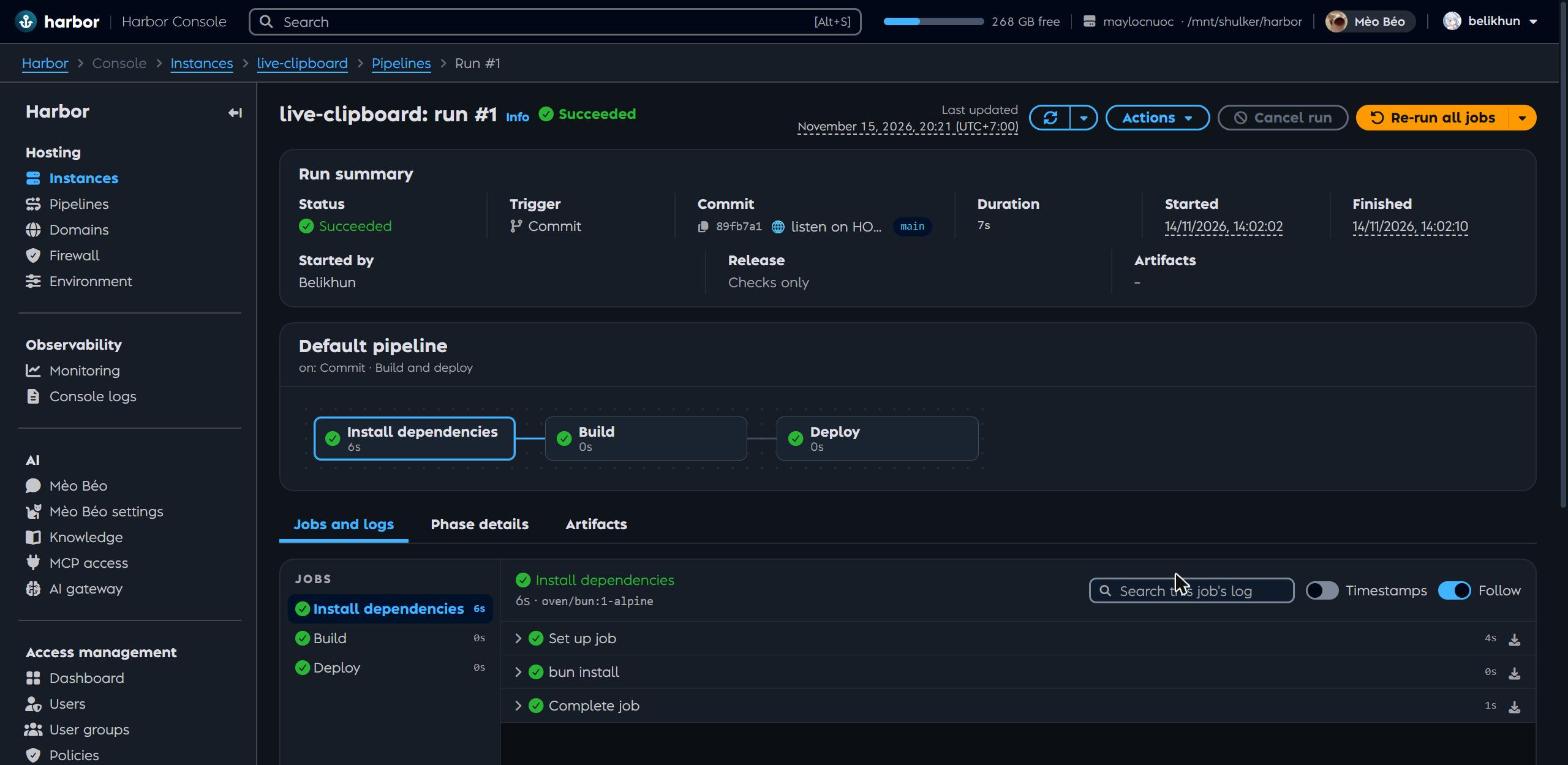 harbor
Harbor Console
Search
[Alt+S]
268 GB free
maylocnuoc · /mnt/shulker/harbor
Mèo Béo
belikhun
Harbor
Console
Instances
live-clipboard
Pipelines
Run #1
Harbor
Hosting
Instances
Pipelines
Domains
Firewall
Environment
Observability
Monitoring
Console logs
AI
Mèo Béo
Mèo Béo settings
Knowledge
MCP access
AI gateway
Access management
Dashboard
Users
User groups
Policies
live-clipboard: run #1 Info Succeeded
Last updated
November 15, 2026, 20:21 (UTC+7:00)
Actions
Cancel run
Re-run all jobs
Run summary
Status
Succeeded
Trigger
Commit
Commit
89fb7a1 listen on HO... main
Duration
7s
Started
14/11/2026, 14:02:02
Finished
14/11/2026, 14:02:10
Started by
Belikhun
Release
Checks only
Artifacts
–
Default pipeline
on: Commit · Build and deploy
Install dependencies
6s
Build
0s
Deploy
0s
Jobs and logs
Phase details
Artifacts
JOBS
Install dependencies 6s
Build 0s
Deploy 0s
Install dependencies
6s · oven/bun:1-alpine
Search this job's log
Timestamps
Follow
Set up job 4s
bun install 0s
Complete job 1s